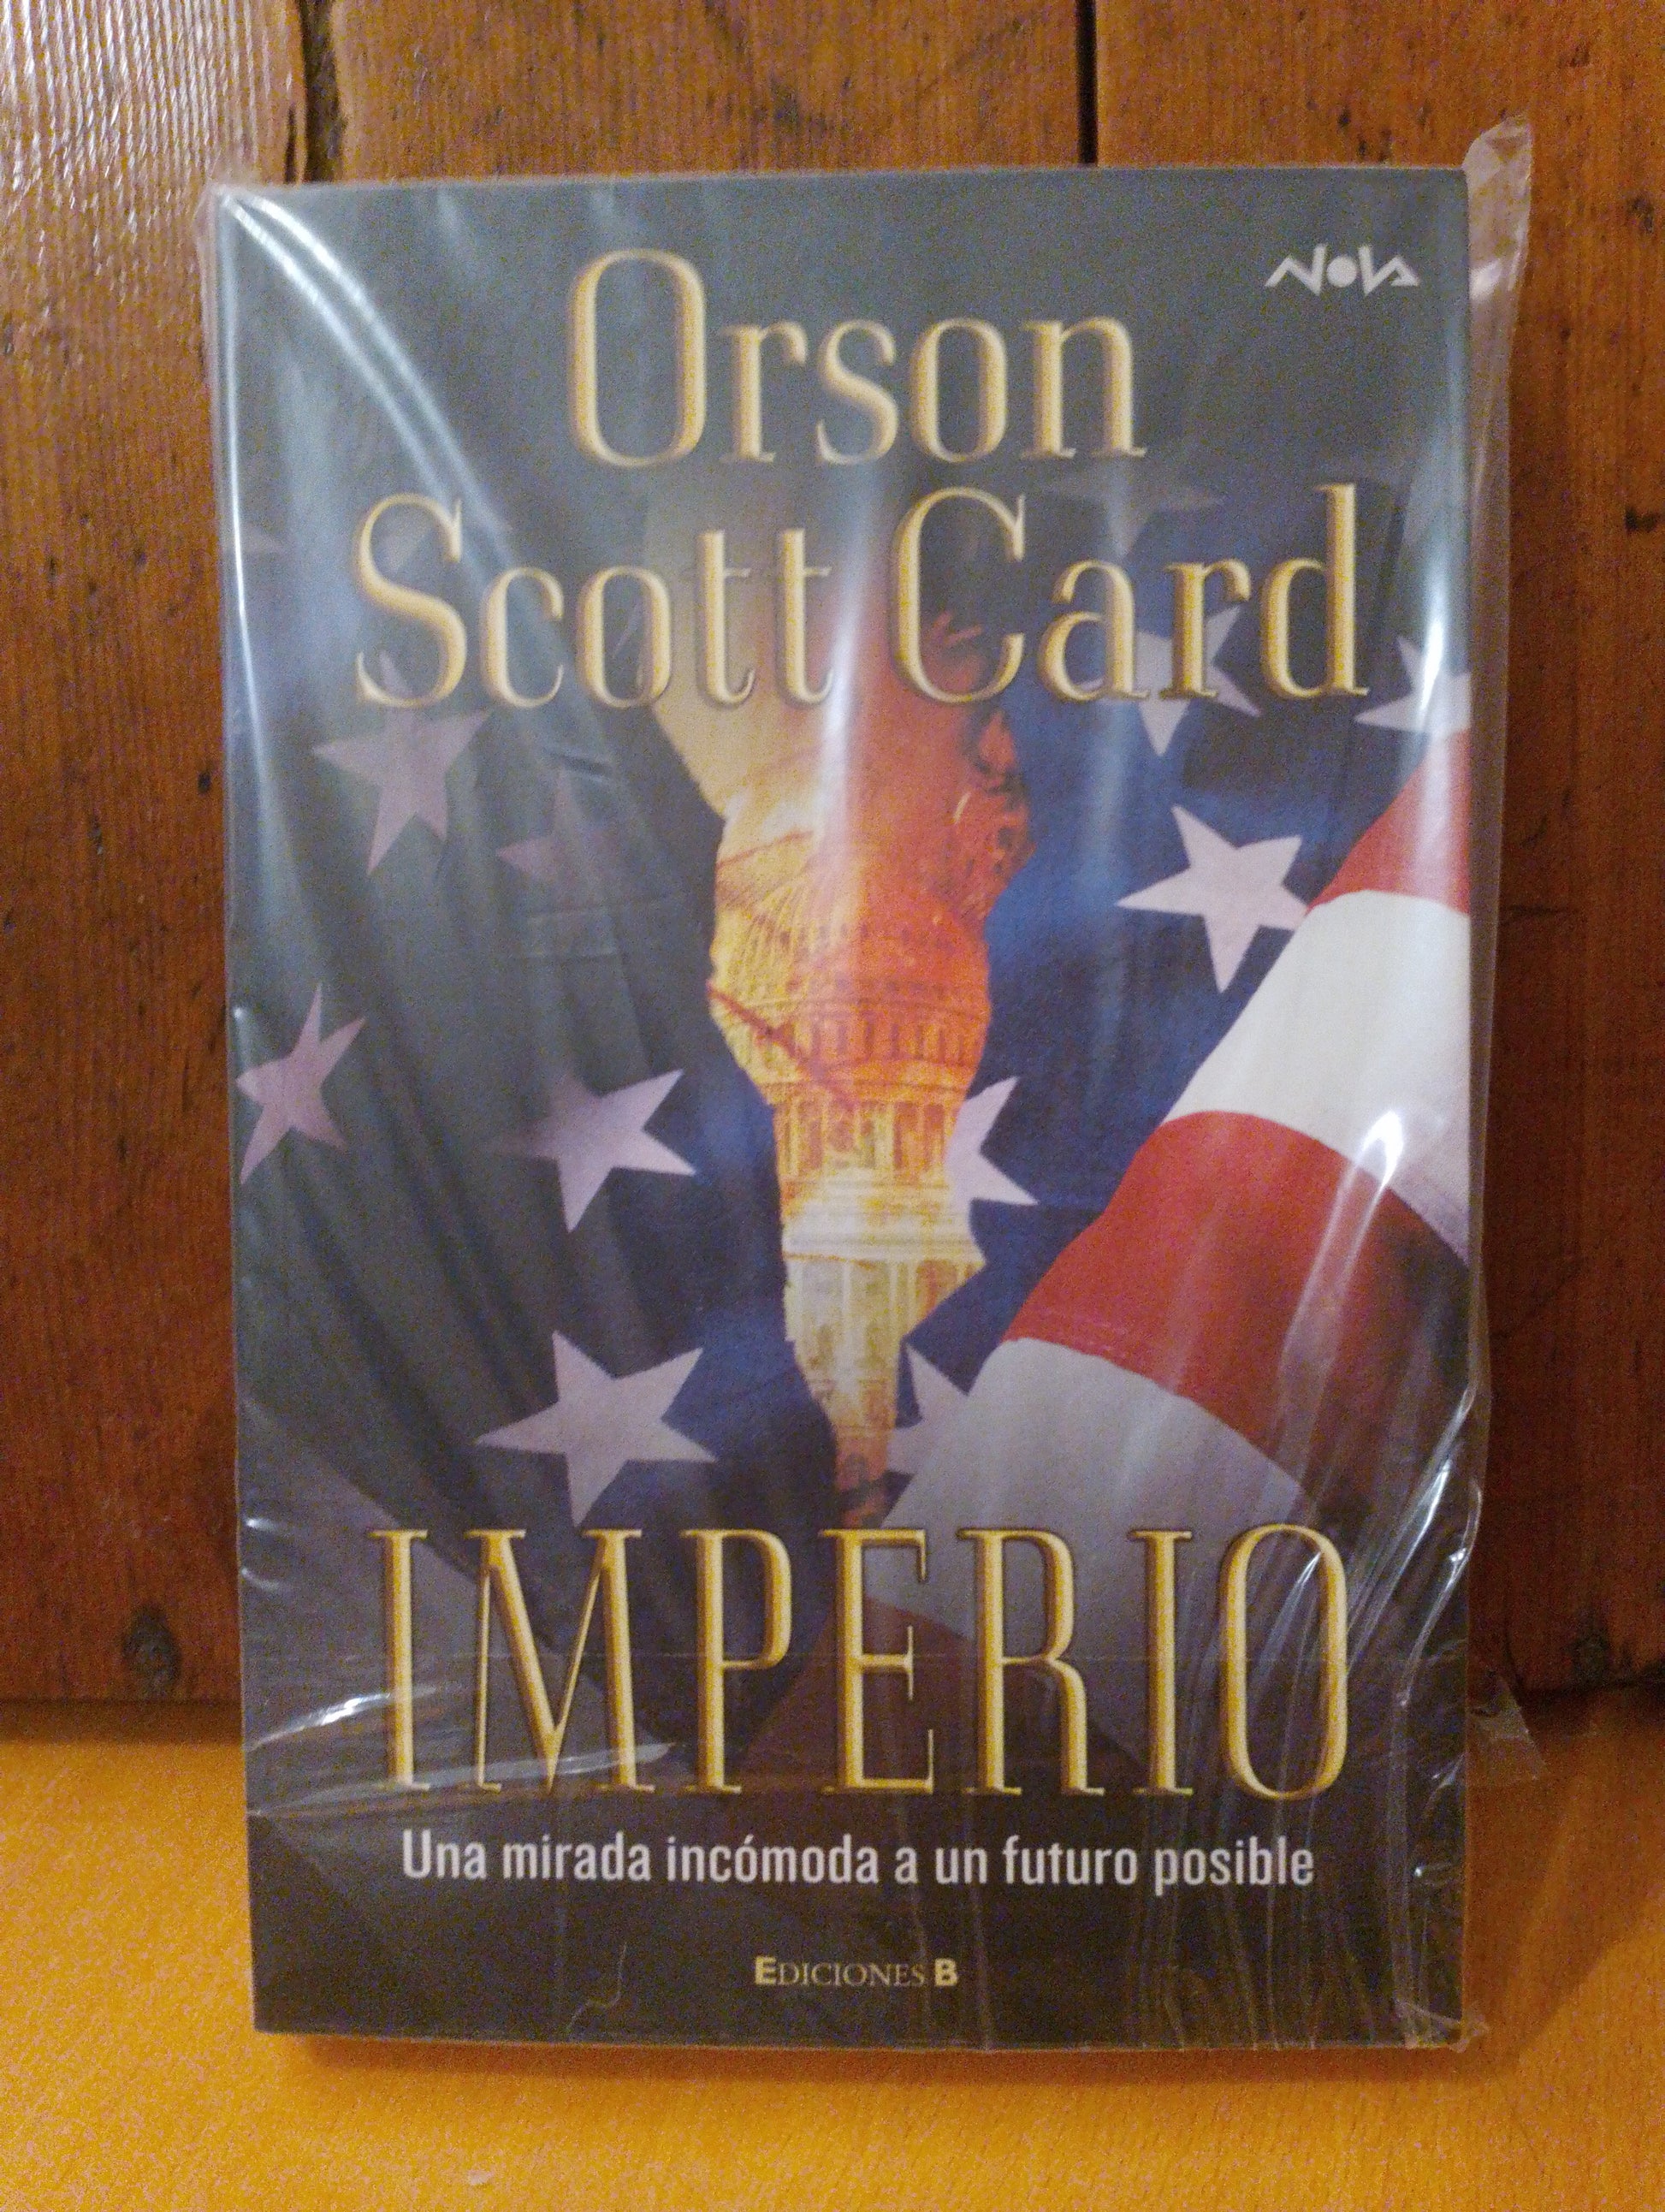 Nova
Orson
Scott Card
IMPERIO
Una mirada incómoda a un futuro posible
EDICIONES B